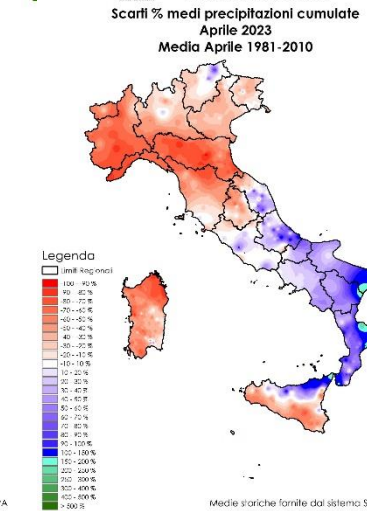 Scarti % medi precipitazioni cumulate
Aprile 2023
Media Aprile 1981-2010
Legenda
Limiti Regionali
-100 - -90 %
-90 - -80 %
-80 - -70 %
-70 - -60 %
-60 - -50 %
-50 - -40 %
-40 - -30 %
-30 - -20 %
-20 - -10 %
-10 - 10 %
10 - 20 %
20 - 30 %
30 - 40 %
40 - 50 %
50 - 60 %
60 - 70 %
70 - 80 %
80 - 90 %
90 - 100 %
100 - 150 %
150 - 200 %
200 - 250 %
250 - 300 %
300 - 400 %
400 - 500 %
> 500 %
Medie storiche fornite dal sistema S